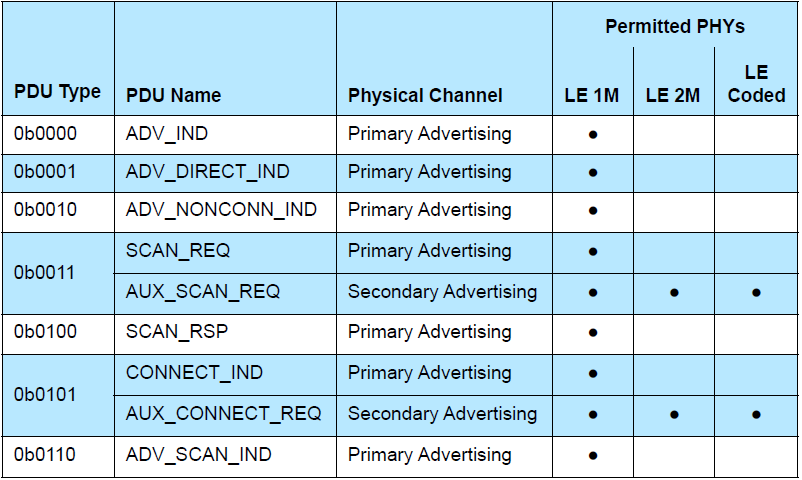 Permitted PHYs
PDU Type PDU Name Physical Channel LE 1M LE 2M LE Coded
0b0000 ADV_IND Primary Advertising ●
0b0001 ADV_DIRECT_IND Primary Advertising ●
0b0010 ADV_NONCONN_IND Primary Advertising ●
0b0011 SCAN_REQ Primary Advertising ●
AUX_SCAN_REQ Secondary Advertising ● ● ●
0b0100 SCAN_RSP Primary Advertising ●
0b0101 CONNECT_IND Primary Advertising ●
AUX_CONNECT_REQ Secondary Advertising ● ● ●
0b0110 ADV_SCAN_IND Primary Advertising ●